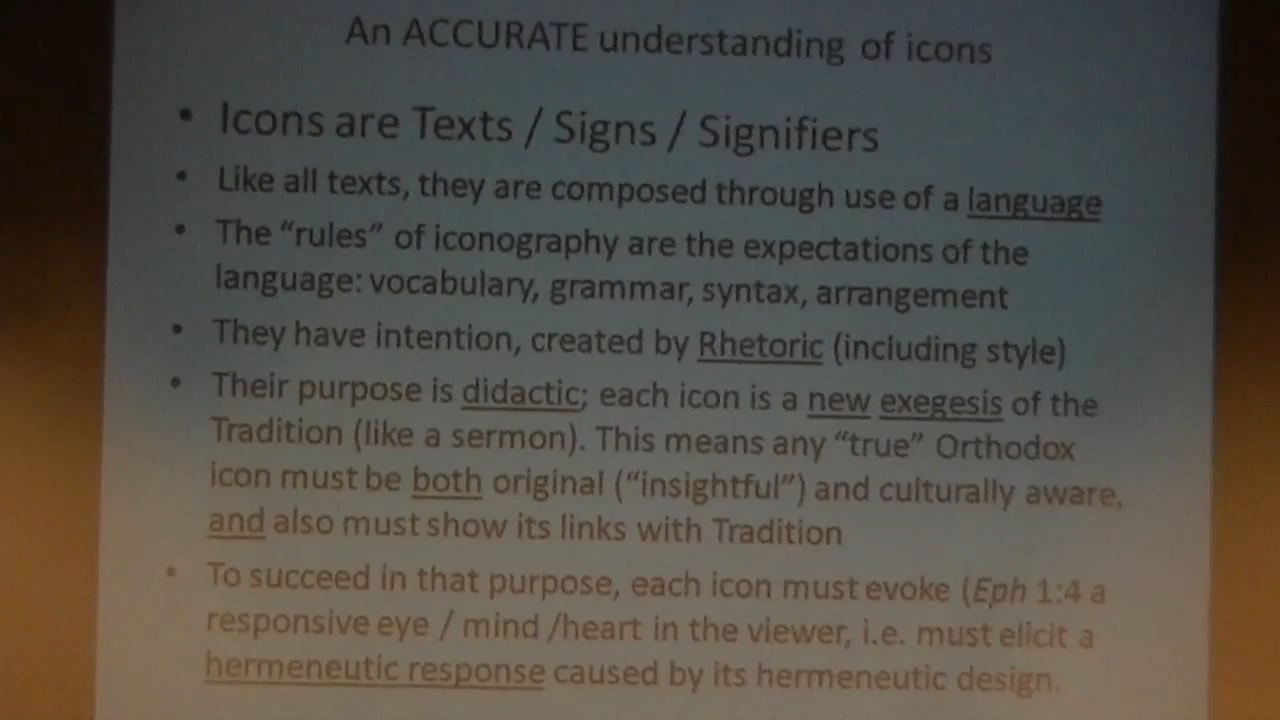 An ACCURATE understanding of icons
• Icons are Texts / Signs / Signifiers
• Like all texts, they are composed through use of a language
• The “rules” of iconography are the expectations of the
language: vocabulary, grammar, syntax, arrangement
• They have intention, created by Rhetoric (including style)
• Their purpose is didactic; each icon is a new exegesis of the
Tradition (like a sermon). This means any “true” Orthodox
icon must be both original (“insightful”) and culturally aware,
and also must show its links with Tradition
• To succeed in that purpose, each icon must evoke (Eph 1:4 a
responsive eye / mind /heart in the viewer, i.e. must elicit a
hermeneutic response caused by its hermeneutic design.